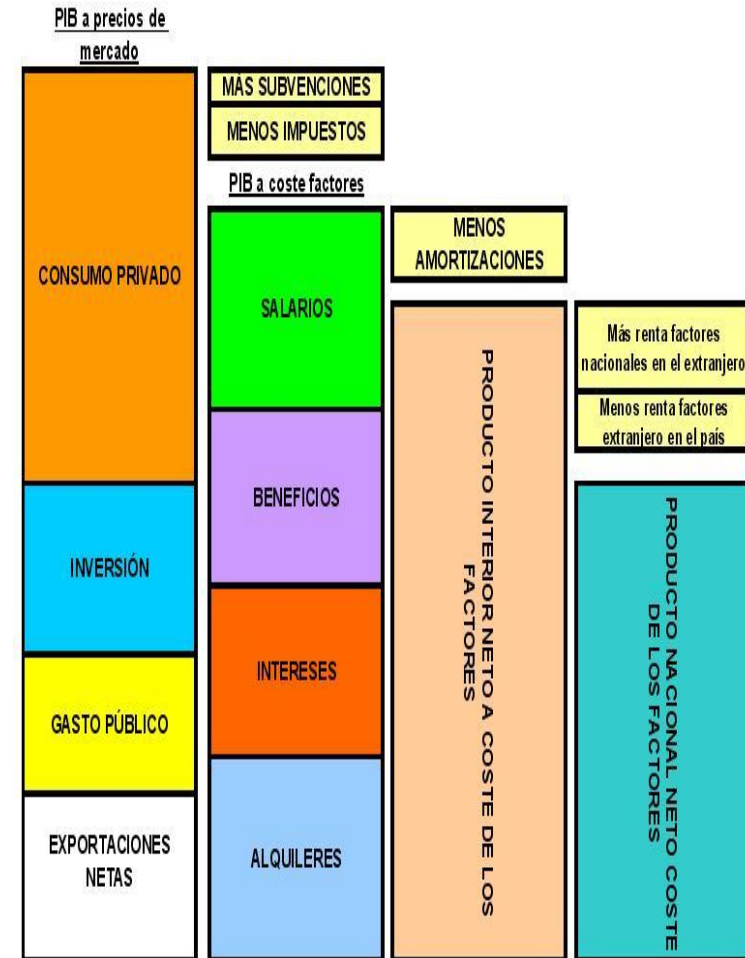 PIB a precios de
mercado
CONSUMO PRIVADO
INVERSIÓN
GASTO PÚBLICO
EXPORTACIONES
NETAS
MÁS SUBVENCIONES
MENOS IMPUESTOS
PIB a coste factores
SALARIOS
BENEFICIOS
INTERESES
ALQUILERES
MENOS
AMORTIZACIONES
PRODUCTO INTERIOR NETO A COSTE DE LOS
FACTORES
Más renta factores
nacionales en el extranjero
Menos renta factores
extranjero en el país
PRODUCTO NACIONAL NETO COSTE
DE LOS FACTORES